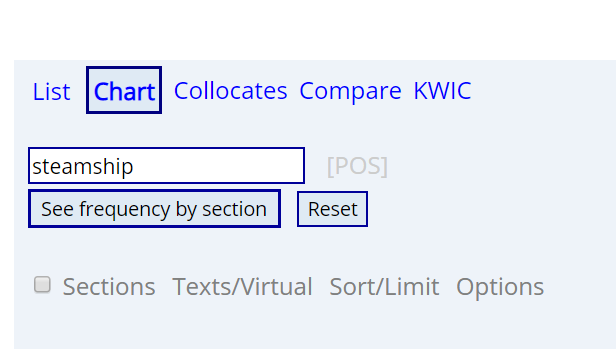 List Chart Collocates Compare KWIC
steamship [POS]
See frequency by section Reset
Sections Texts/Virtual Sort/Limit Options